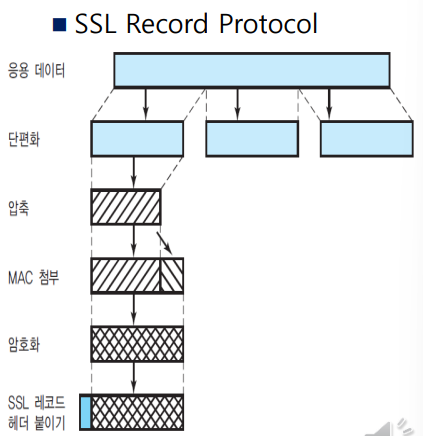 ■ SSL Record Protocol
응용 데이터
단편화
압축
MAC 첨부
암호화
SSL 레코드
헤더 붙이기